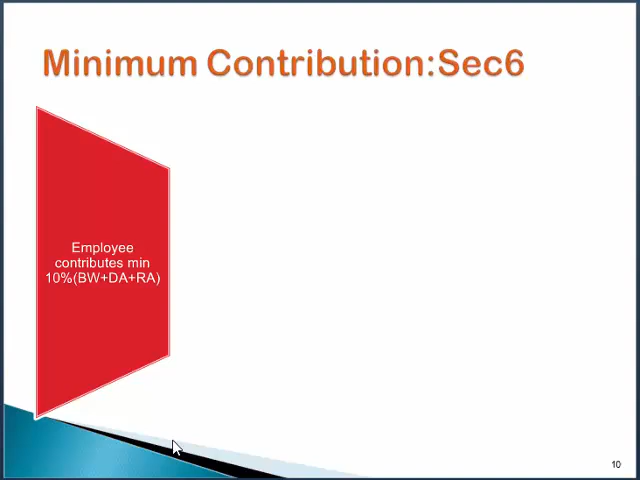 Minimum Contribution:Sec6
Employee
contributes min
10%(BW+DA+RA)
10